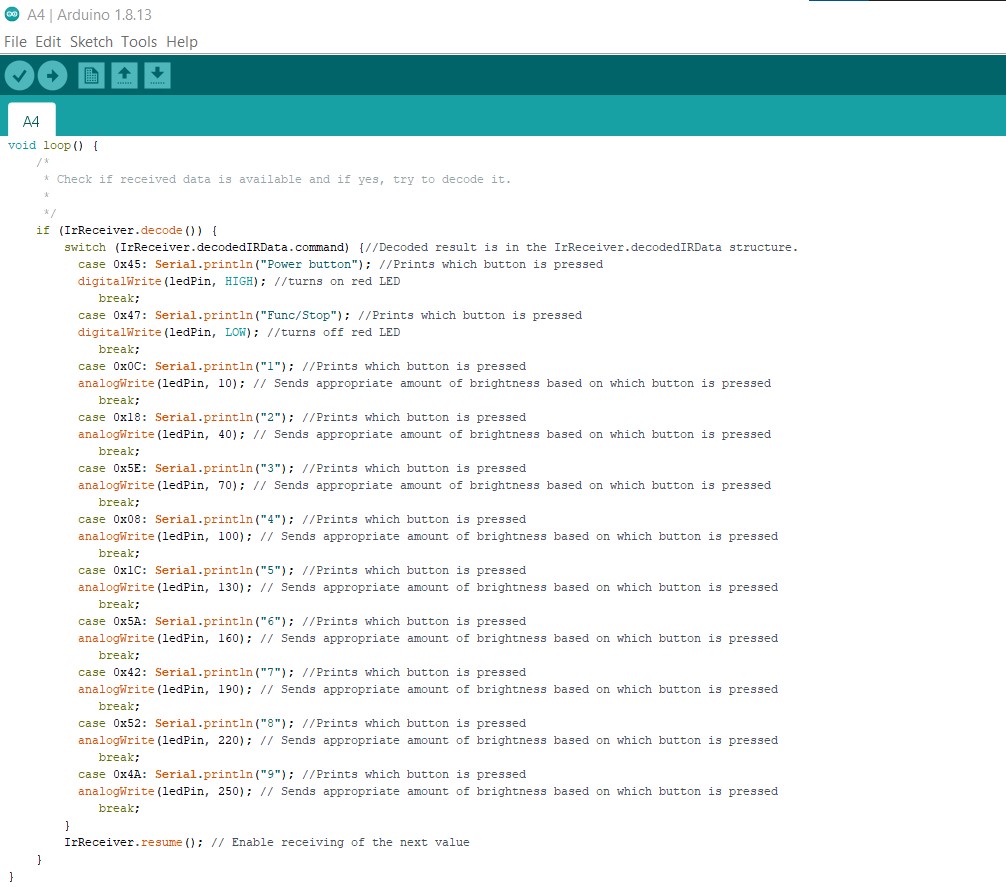 A4 | Arduino 1.8.13
File Edit Sketch Tools Help
A4
void loop() {
    /*
     * Check if received data is available and if yes, try to decode it.
     *
     */
    if (IrReceiver.decode()) {
        switch (IrReceiver.decodedIRData.command) {//Decoded result is in the IrReceiver.decodedIRData structure.
          case 0x45: Serial.println("Power button"); //Prints which button is pressed
          digitalWrite(ledPin, HIGH); //turns on red LED
             break;
          case 0x47: Serial.println("Func/Stop"); //Prints which button is pressed
          digitalWrite(ledPin, LOW); //turns off red LED
             break;
          case 0x0C: Serial.println("1"); //Prints which button is pressed
          analogWrite(ledPin, 10); // Sends appropriate amount of brightness based on which button is pressed
             break;
          case 0x18: Serial.println("2"); //Prints which button is pressed
          analogWrite(ledPin, 40); // Sends appropriate amount of brightness based on which button is pressed
             break;
          case 0x5E: Serial.println("3"); //Prints which button is pressed
          analogWrite(ledPin, 70); // Sends appropriate amount of brightness based on which button is pressed
             break;
          case 0x08: Serial.println("4"); //Prints which button is pressed
          analogWrite(ledPin, 100); // Sends appropriate amount of brightness based on which button is pressed
             break;
          case 0x1C: Serial.println("5"); //Prints which button is pressed
          analogWrite(ledPin, 130); // Sends appropriate amount of brightness based on which button is pressed
             break;
          case 0x5A: Serial.println("6"); //Prints which button is pressed
          analogWrite(ledPin, 160); // Sends appropriate amount of brightness based on which button is pressed
             break;
          case 0x42: Serial.println("7"); //Prints which button is pressed
          analogWrite(ledPin, 190); // Sends appropriate amount of brightness based on which button is pressed
             break;
          case 0x52: Serial.println("8"); //Prints which button is pressed
          analogWrite(ledPin, 220); // Sends appropriate amount of brightness based on which button is pressed
             break;
          case 0x4A: Serial.println("9"); //Prints which button is pressed
          analogWrite(ledPin, 250); // Sends appropriate amount of brightness based on which button is pressed
             break;
        }
        IrReceiver.resume(); // Enable receiving of the next value
    }
}